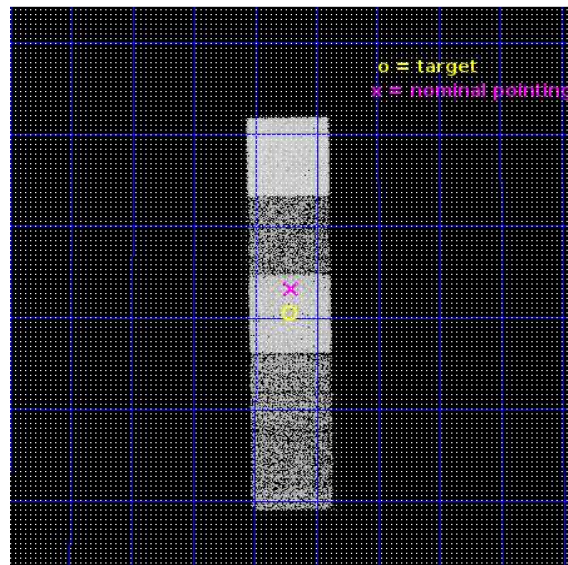 o = target
x = nominal pointing